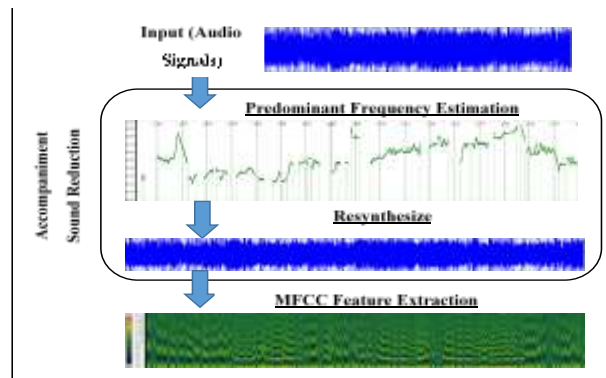 Input (Audio
Signals)
Predominant Frequency Estimation
Accompaniment
Sound Reduction
Resynthesize
MFCC Feature Extraction